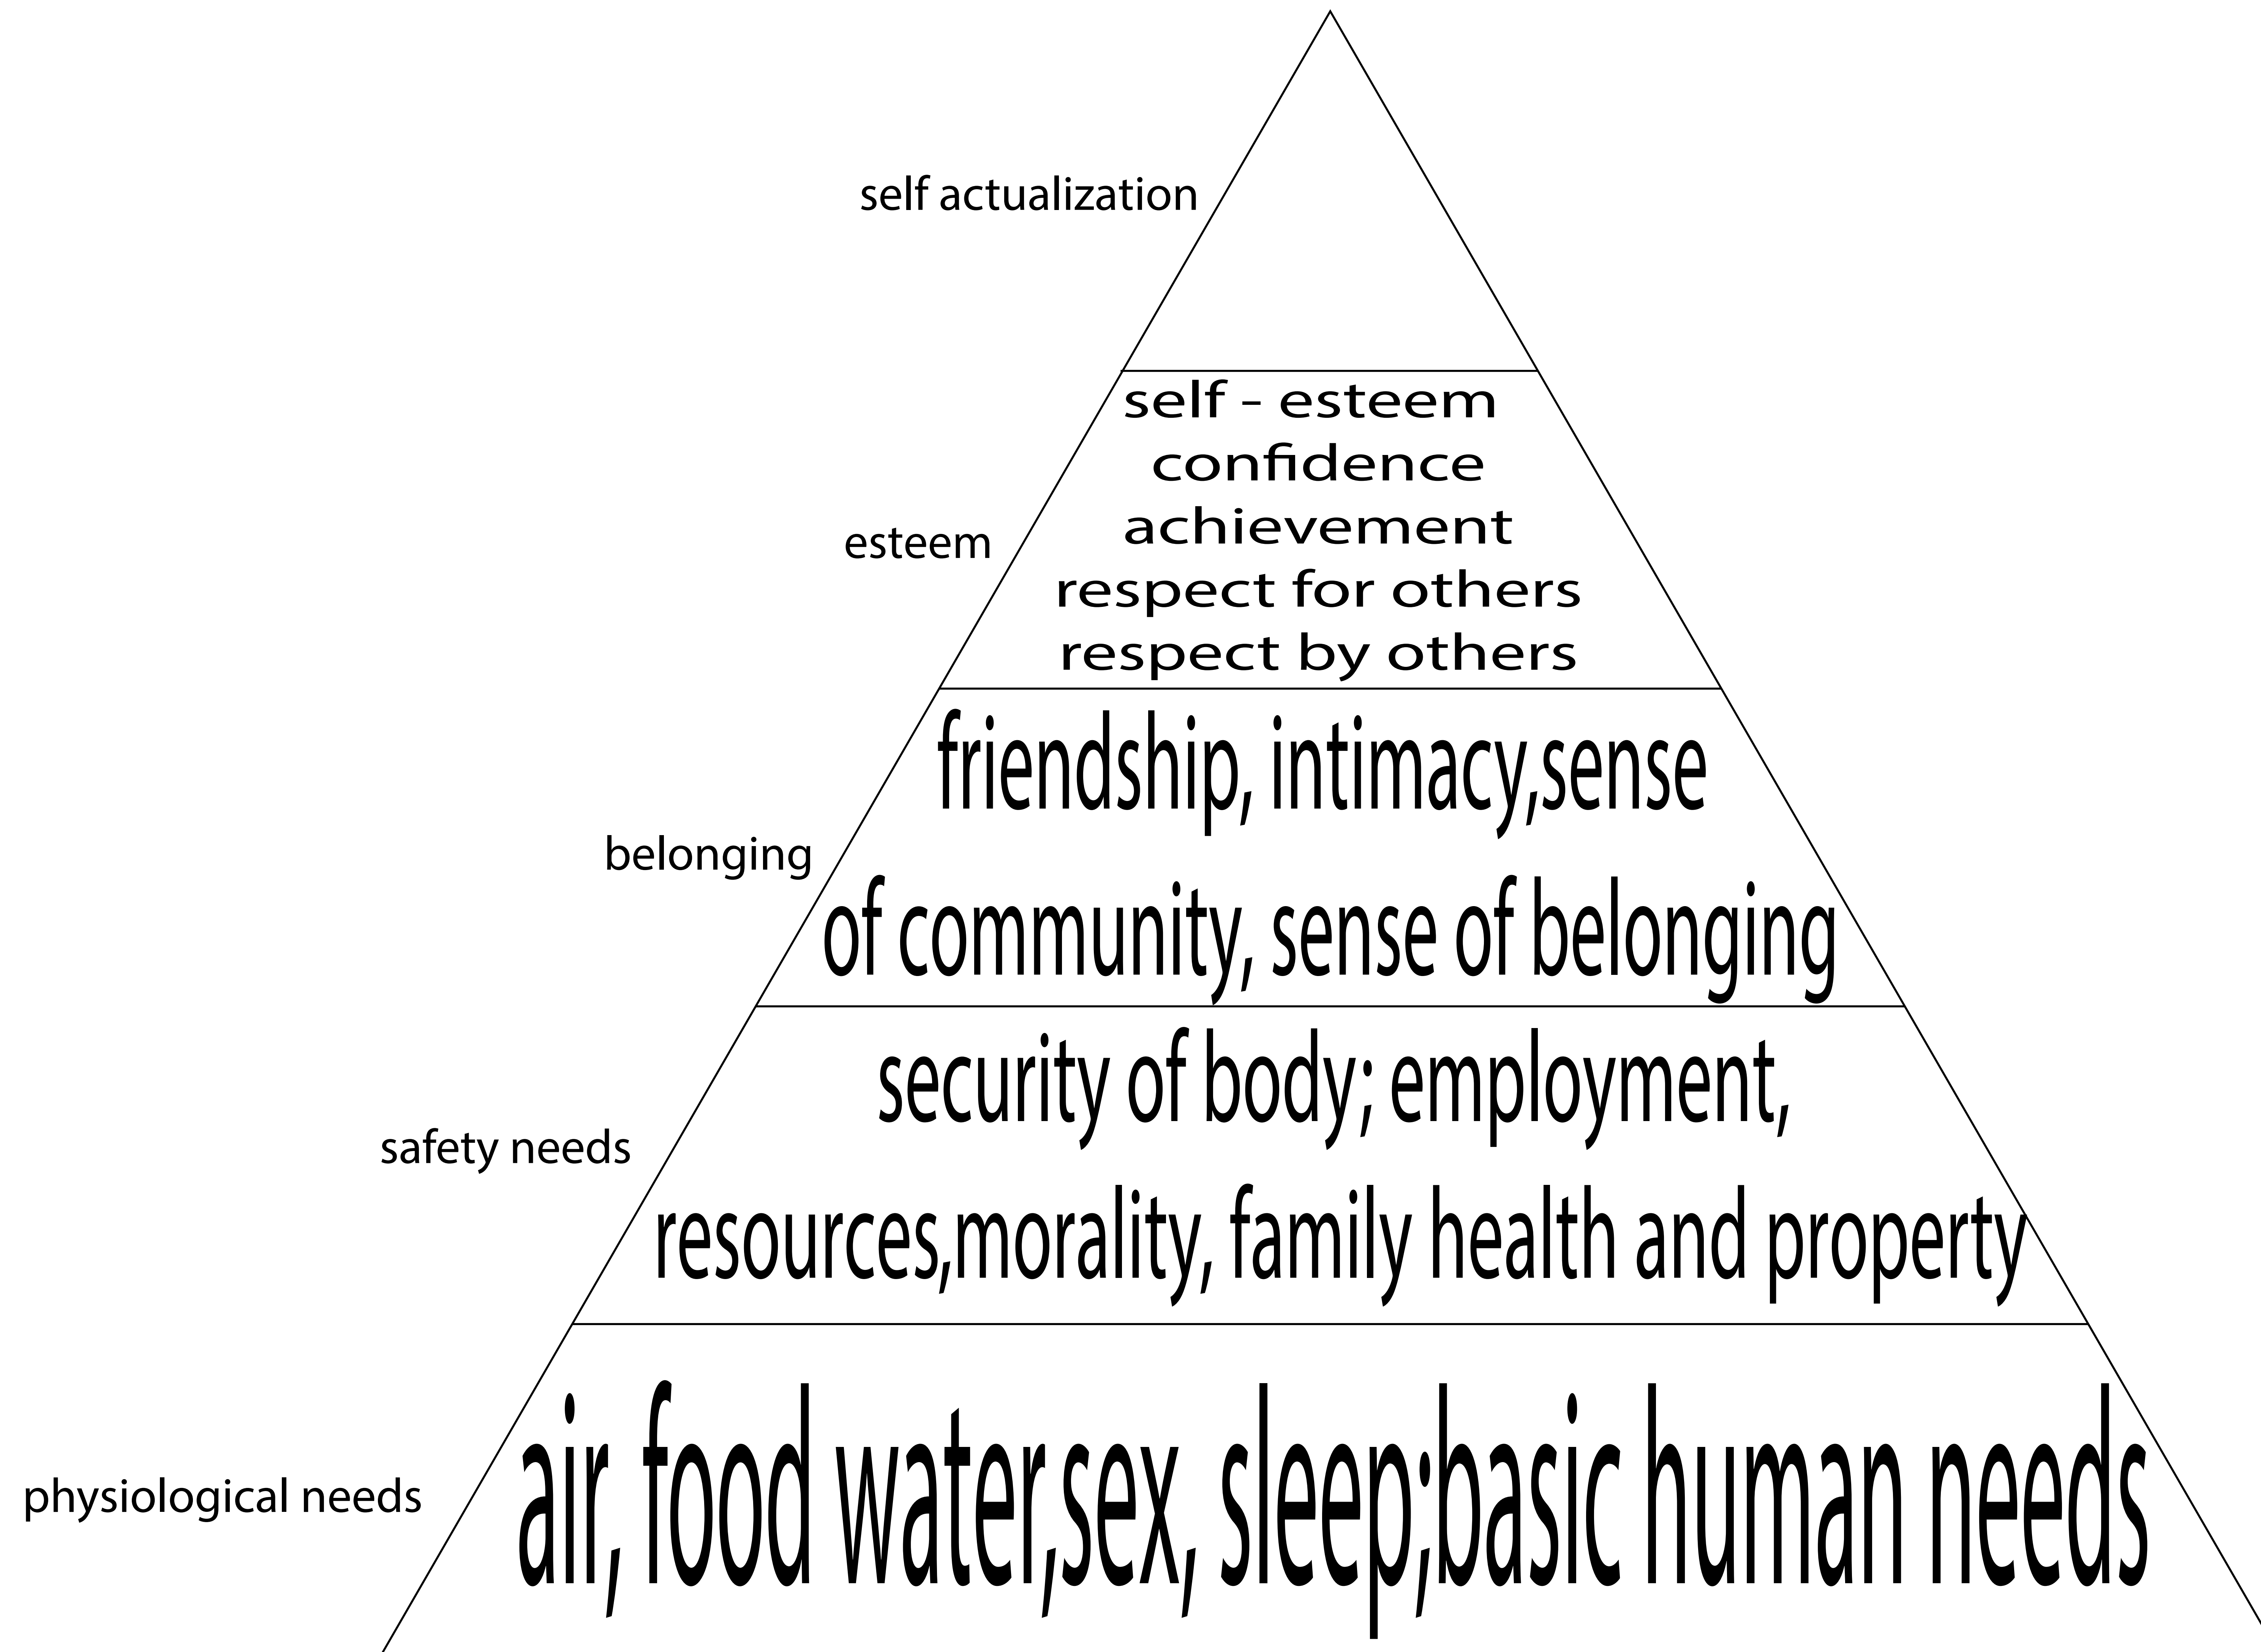 self actualization
self - esteem
confidence
achievement
esteem
respect for others
respect by others
friendship, intimacy,sense
belonging
of community, sense of belonging
security of body; employment,
safety needs
resources,morality, family health and property
air, food water,sex, sleep;basic human needs
physiological needs